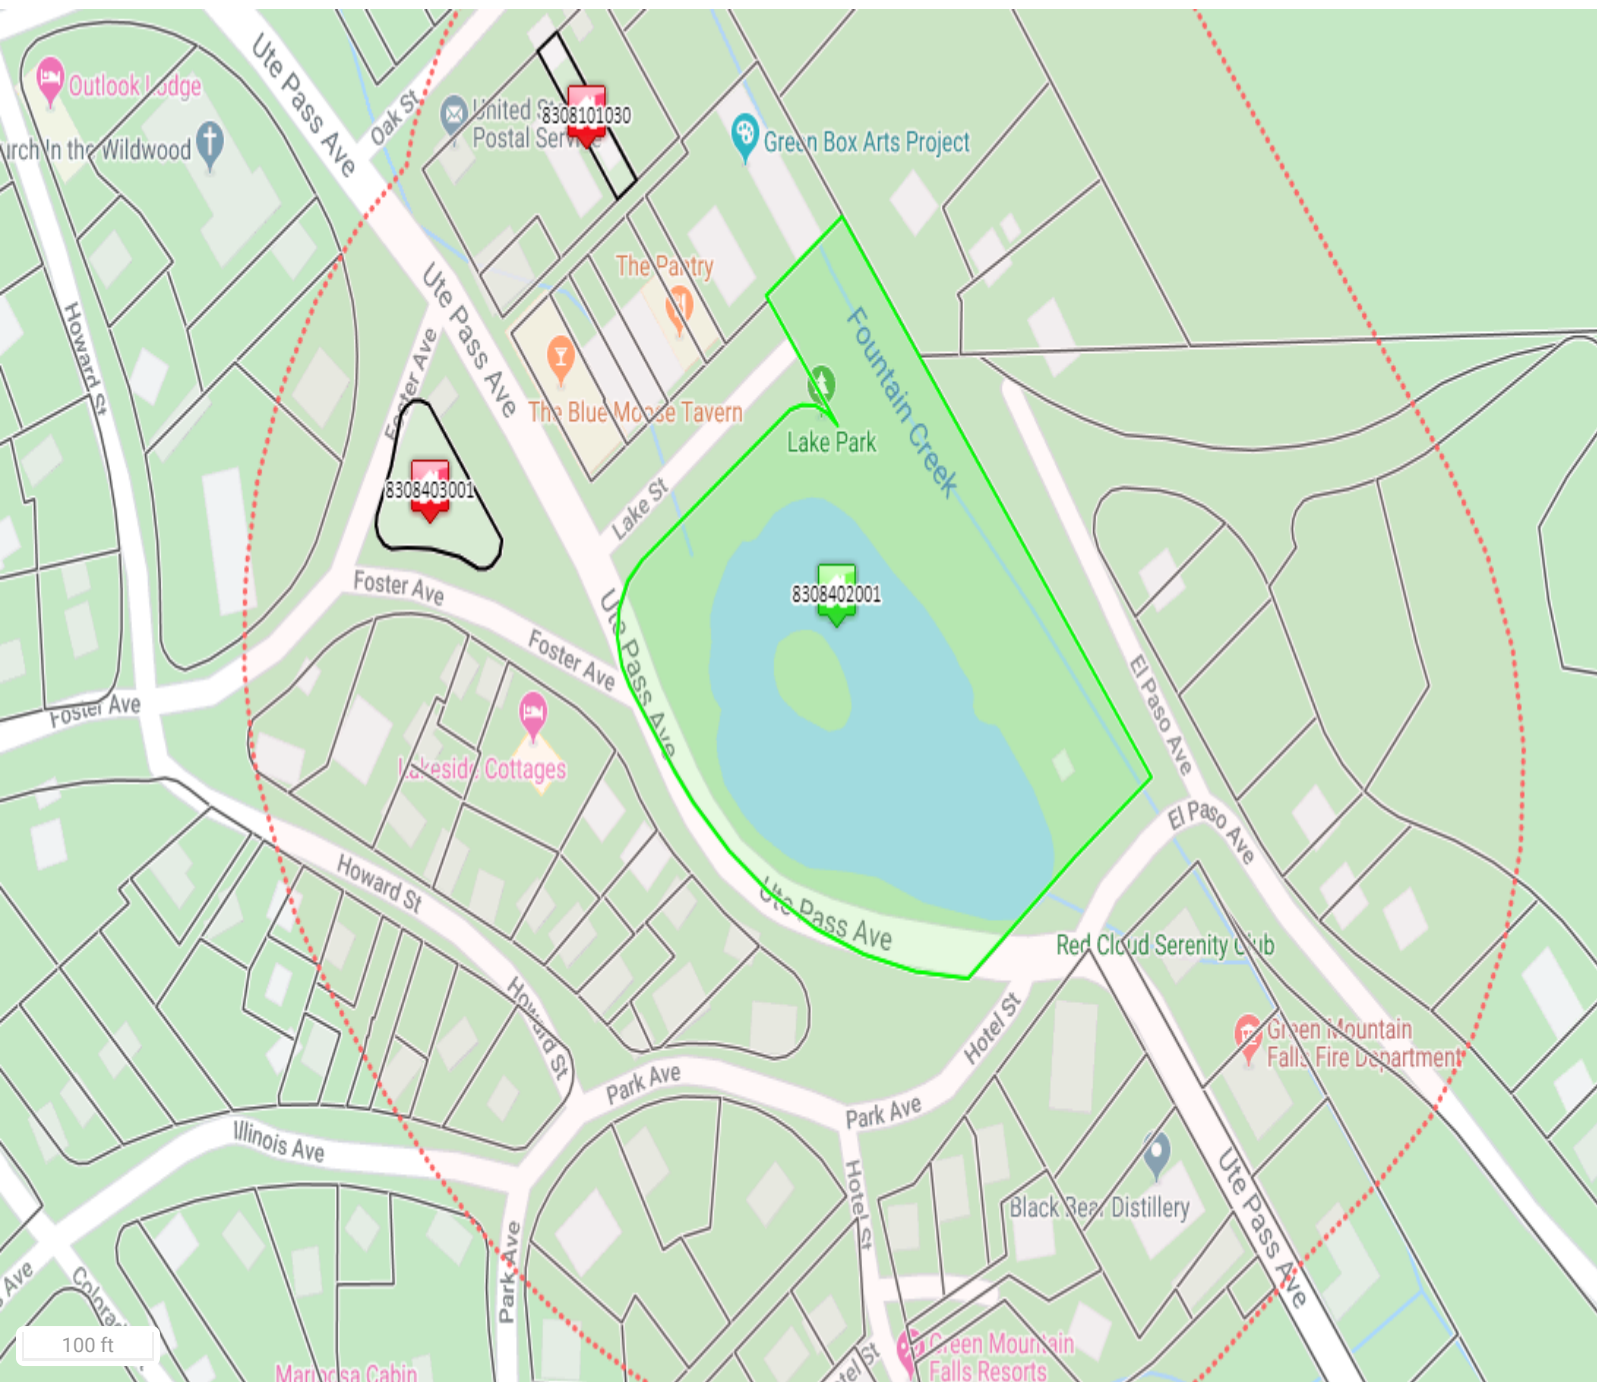 Ute Pass Ave
Outlook Lodge
Oak St
United St
Postal Service
8308101030
urch In the Wildwood
Green Box Arts Project
The Pantry
Ute Pass Ave
Howard St
Foster Ave
Fountain Creek
The Blue Moose Tavern
Lake Park
8308403001
Lake St
Foster Ave
8308402001
Ute Pass Ave
Foster Ave
El Paso Ave
Foster Ave
Lakeside Cottages
El Paso Ave
Howard St
Ute Pass Ave
Red Cloud Serenity Club
Howard St
Hotel St
Green Mountain
Falls Fire Department
Park Ave
Park Ave
Illinois Ave
Hotel St
Ute Pass Ave
Black Bear Distillery
Park Ave
Ave
100 ft
Green Mountain
Falls Resorts
Mariposa Cabin
tel St